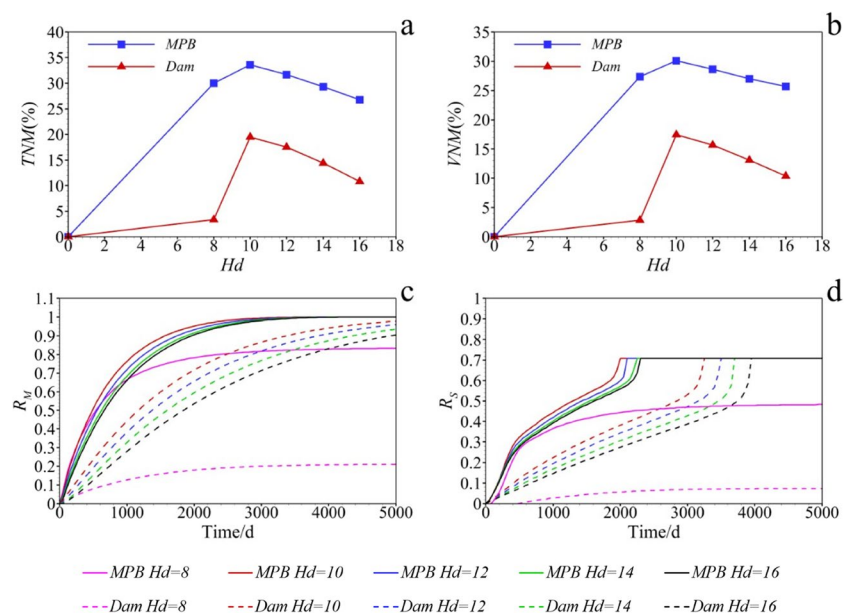 a
TNM(%)
40
35
30
25
20
15
10
5
0
MPB
Dam
0 2 4 6 8 10 12 14 16 18
Hd
b
VNM(%)
35
30
25
20
15
10
5
0
MPB
Dam
0 2 4 6 8 10 12 14 16 18
Hd
c
R_M
1.1
1
0.9
0.8
0.7
0.6
0.5
0.4
0.3
0.2
0.1
0
0 1000 2000 3000 4000 5000
Time/d
d
R_S
1
0.9
0.8
0.7
0.6
0.5
0.4
0.3
0.2
0.1
0
0 1000 2000 3000 4000 5000
Time/d
MPB Hd=8 MPB Hd=10 MPB Hd=12 MPB Hd=14 MPB Hd=16
Dam Hd=8 Dam Hd=10 Dam Hd=12 Dam Hd=14 Dam Hd=16